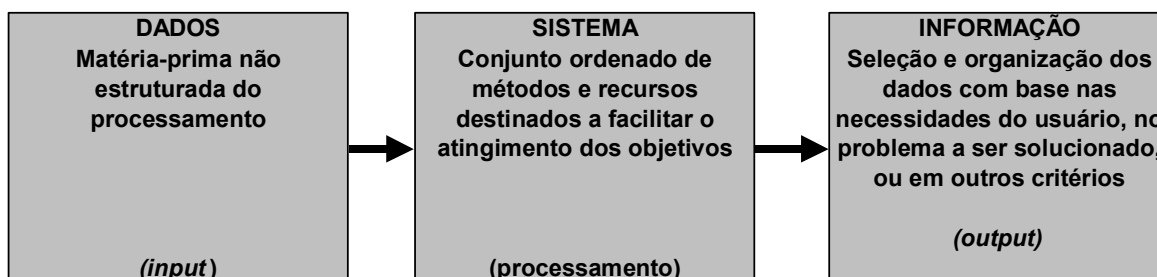 DADOS
Matéria-prima não
estruturada do
processamento
(input)
SISTEMA
Conjunto ordenado de
métodos e recursos
destinados a facilitar o
atingimento dos objetivos
(processamento)
INFORMAÇÃO
Seleção e organização dos
dados com base nas
necessidades do usuário, no
problema a ser solucionado,
ou em outros critérios
(output)